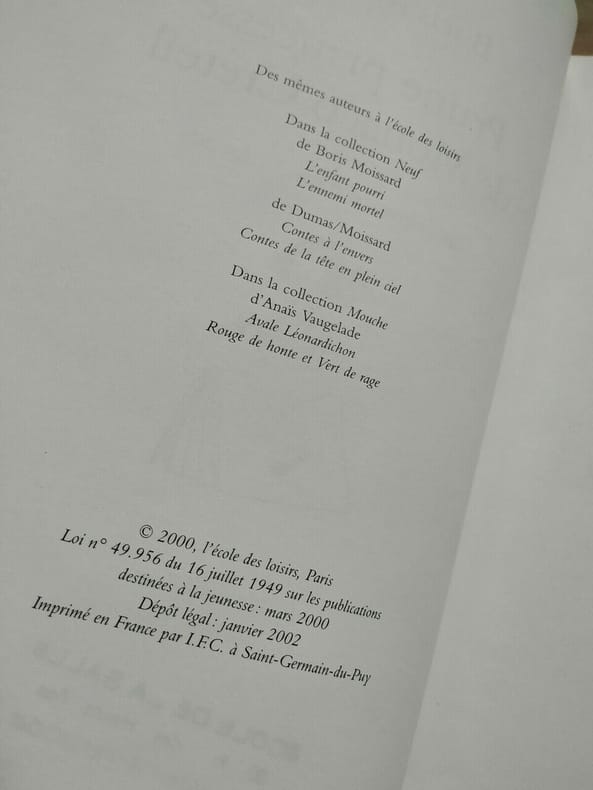 Des mêmes auteurs à l'école des loisirs
Dans la collection Neuf
de Boris Moissard
L'enfant pourri
L'ennemi mortel
de Dumas/Moissard
Contes à l'envers
Contes de la tête en plein ciel
Dans la collection Mouche
d'Anaïs Vaugelade
Avale Léonardichon
Rouge de honte et Vert de rage
© 2000, l'école des loisirs, Paris
Loi n° 49.956 du 16 juillet 1949 sur les publications
destinées à la jeunesse : mars 2000
Dépôt légal : janvier 2002
Imprimé en France par I.F.C. à Saint-Germain-du-Puy